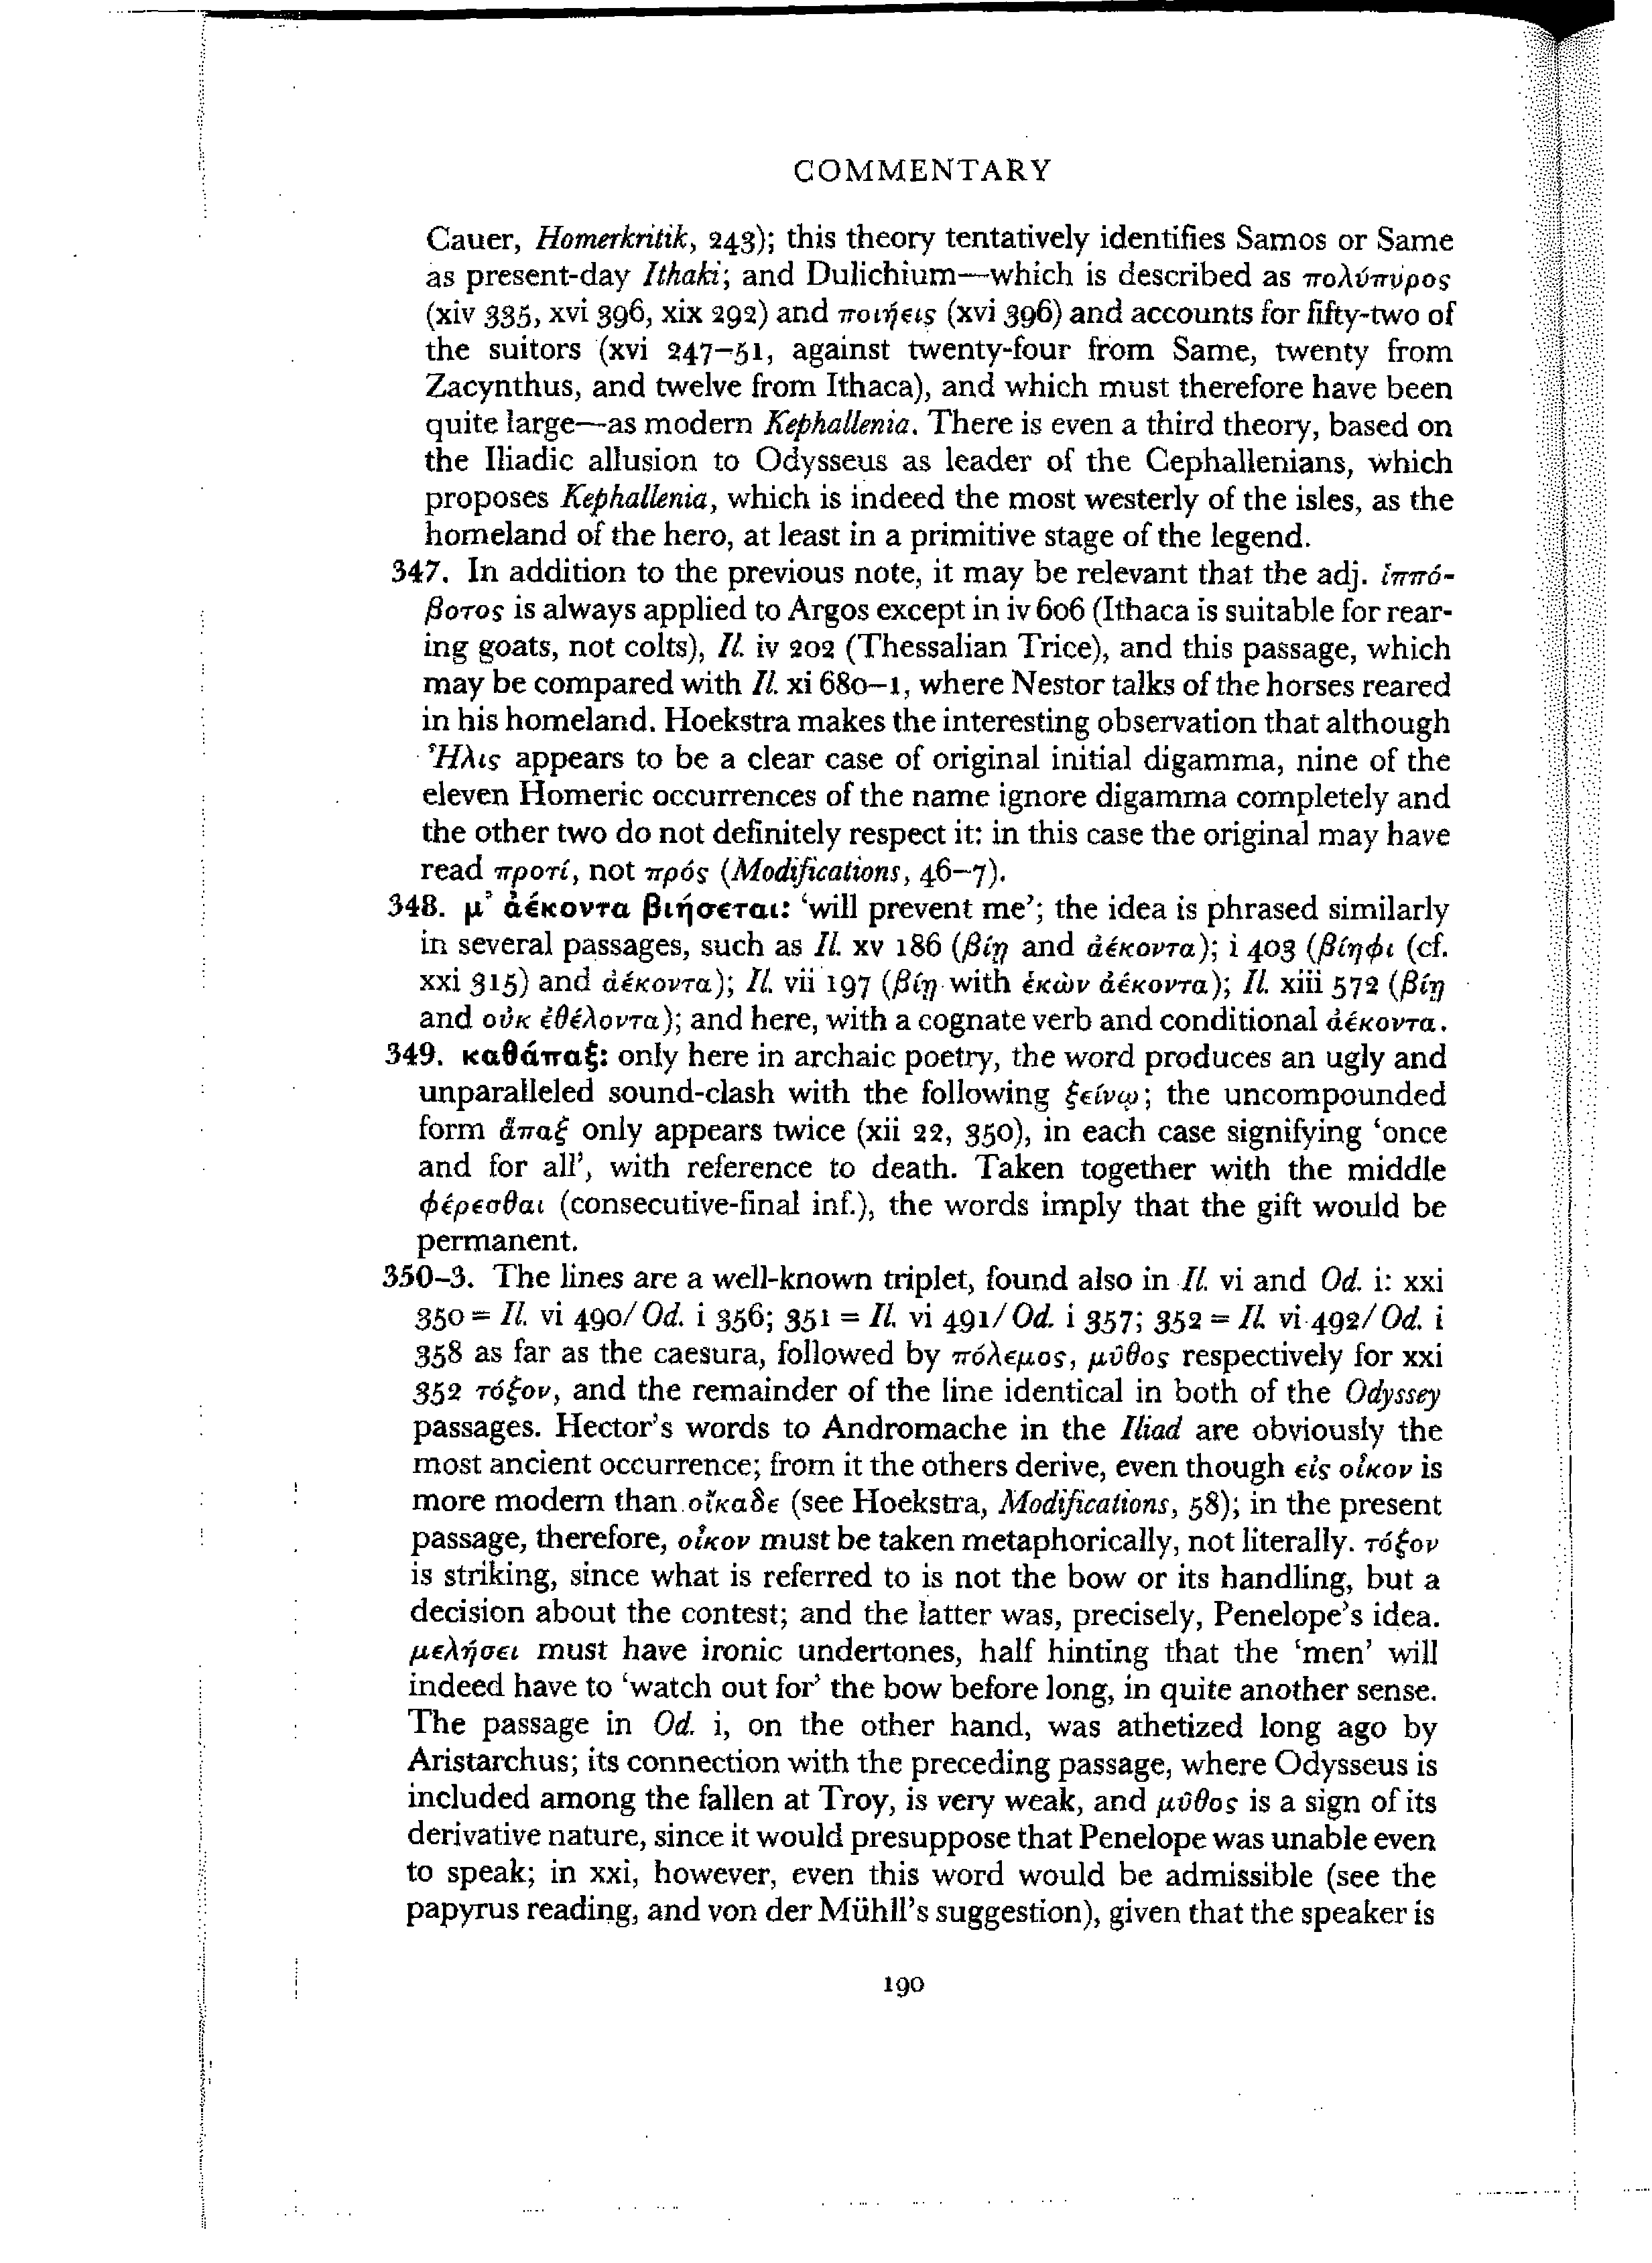 COMMENTARY
Cauer, Homerkritik, 243); this theory tentatively identifies Samos or Same
as present-day Ithaki; and Dulichium—which is described as πολύπυρος
(xiv 335, xvi 396, xix 292) and ποιήεις (xvi 396) and accounts for fifty-two of
the suitors (xvi 247–51, against twenty-four from Same, twenty from
Zacynthus, and twelve from Ithaca), and which must therefore have been
quite large—as modern Kephallenia. There is even a third theory, based on
the Iliadic allusion to Odysseus as leader of the Cephallenians, which
proposes Kephallenia, which is indeed the most westerly of the isles, as the
homeland of the hero, at least in a primitive stage of the legend.
347. In addition to the previous note, it may be relevant that the adj. ἱππό-
βοτος is always applied to Argos except in iv 606 (Ithaca is suitable for rear-
ing goats, not colts), Il. iv 202 (Thessalian Trice), and this passage, which
may be compared with Il. xi 680–1, where Nestor talks of the horses reared
in his homeland. Hoekstra makes the interesting observation that although
Ἦλις appears to be a clear case of original initial digamma, nine of the
eleven Homeric occurrences of the name ignore digamma completely and
the other two do not definitely respect it: in this case the original may have
read προτί, not πρός (Modifications, 46–7).
348. μ’ ἀέκοντα βιήσεται: ‘will prevent me’; the idea is phrased similarly
in several passages, such as Il. xv 186 (βίῃ and ἀέκοντα); i 403 (βίηφι (cf.
xxi 315) and ἀέκοντα); Il. vii 197 (βίῃ with ἑκὼν ἀέκοντα); Il. xiii 572 (βίῃ
and οὐκ ἐθέλοντα); and here, with a cognate verb and conditional ἀέκοντα.
349. καθάπαξ: only here in archaic poetry, the word produces an ugly and
unparalleled sound-clash with the following ξείνῳ; the uncompounded
form ἅπαξ only appears twice (xii 22, 350), in each case signifying ‘once
and for all’, with reference to death. Taken together with the middle
φέρεσθαι (consecutive-final inf.), the words imply that the gift would be
permanent.
350–3. The lines are a well-known triplet, found also in Il. vi and Od. i: xxi
350 = Il. vi 490/Od. i 356; 351 = Il. vi 491/Od. i 357; 352 = Il. vi 492/Od. i
358 as far as the caesura, followed by πόλεμος, μῦθος respectively for xxi
352 τόξον, and the remainder of the line identical in both of the Odyssey
passages. Hector’s words to Andromache in the Iliad are obviously the
most ancient occurrence; from it the others derive, even though εἰς οἶκον is
more modern than οἴκαδε (see Hoekstra, Modifications, 58); in the present
passage, therefore, οἶκον must be taken metaphorically, not literally. τόξον
is striking, since what is referred to is not the bow or its handling, but a
decision about the contest; and the latter was, precisely, Penelope’s idea.
μελήσει must have ironic undertones, half hinting that the ‘men’ will
indeed have to ‘watch out for’ the bow before long, in quite another sense.
The passage in Od. i, on the other hand, was athetized long ago by
Aristarchus; its connection with the preceding passage, where Odysseus is
included among the fallen at Troy, is very weak, and μῦθος is a sign of its
derivative nature, since it would presuppose that Penelope was unable even
to speak; in xxi, however, even this word would be admissible (see the
papyrus reading, and von der Mühll’s suggestion), given that the speaker is
190